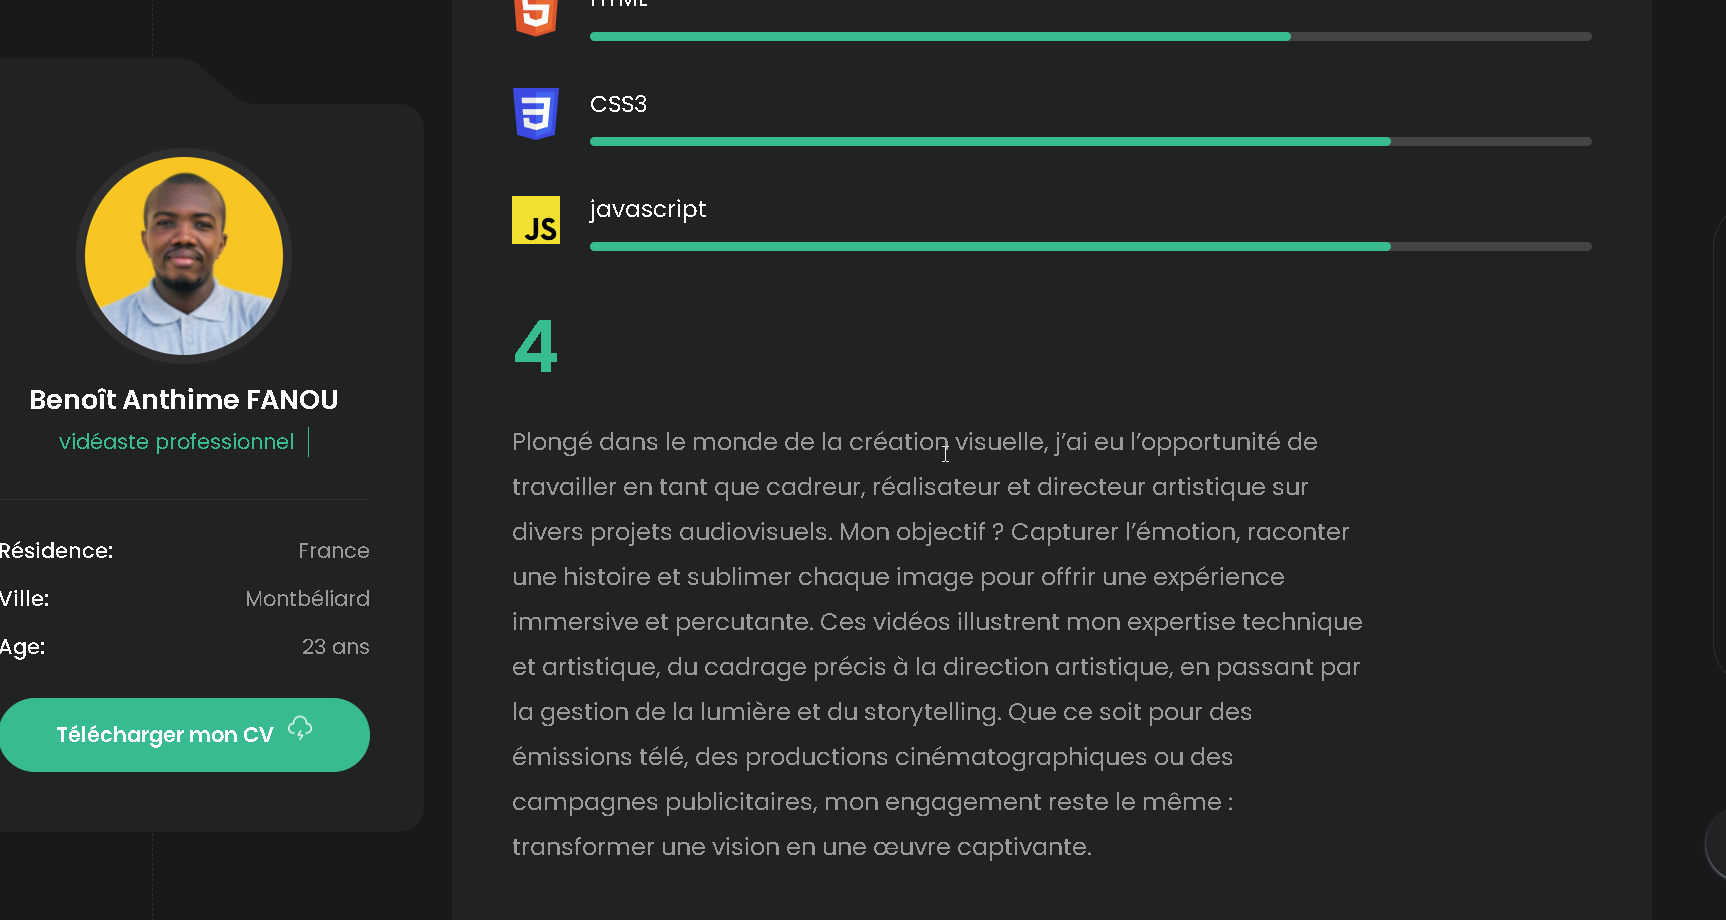 HTML
CSS3
JS
javascript
Benoît Anthime FANOU
vidéaste professionnel
Résidence: France
Ville: Montbéliard
Age: 23 ans
Télécharger mon CV
4
Plongé dans le monde de la création visuelle, j’ai eu l’opportunité de
travailler en tant que cadreur, réalisateur et directeur artistique sur
divers projets audiovisuels. Mon objectif ? Capturer l’émotion, raconter
une histoire et sublimer chaque image pour offrir une expérience
immersive et percutante. Ces vidéos illustrent mon expertise technique
et artistique, du cadrage précis à la direction artistique, en passant par
la gestion de la lumière et du storytelling. Que ce soit pour des
émissions télé, des productions cinématographiques ou des
campagnes publicitaires, mon engagement reste le même :
transformer une vision en une œuvre captivante.